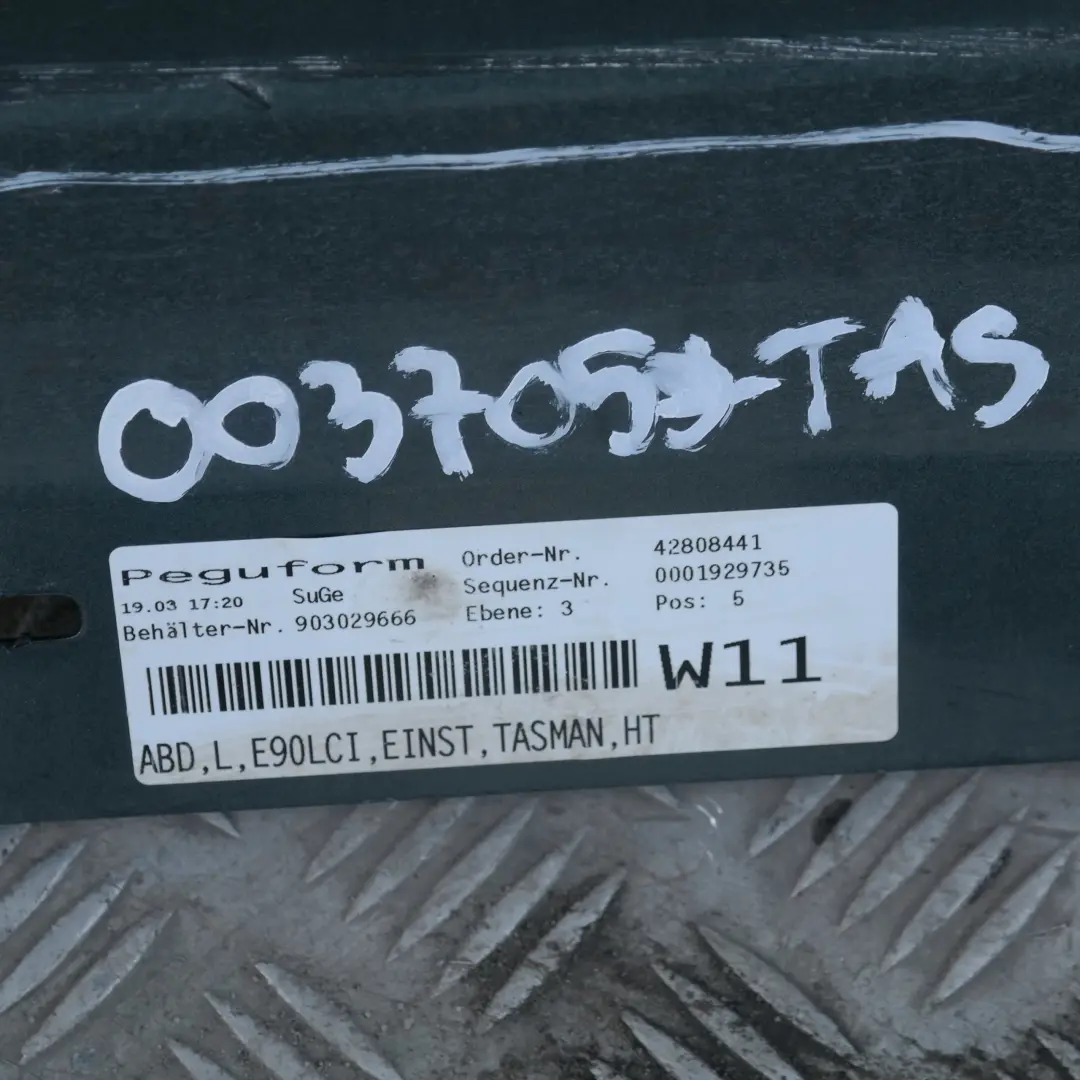 Peguform
19.03 17:20 SuGe
Behälter-Nr. 903029666
Order-Nr. 42808441
Sequenz-Nr. 0001929735
Ebene: 3 Pos: 5
W11
ABD,L,E90LCI,EINST,TASMAN,HT